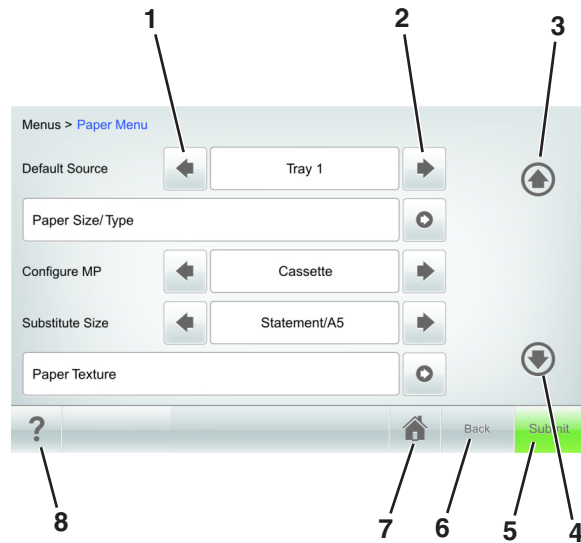 1 2 3
Menus > Paper Menu
Default Source Tray 1
Paper Size/Type
Configure MP Cassette
Substitute Size Statement/A5
Paper Texture
? Back Submit
8 7 6 5 4